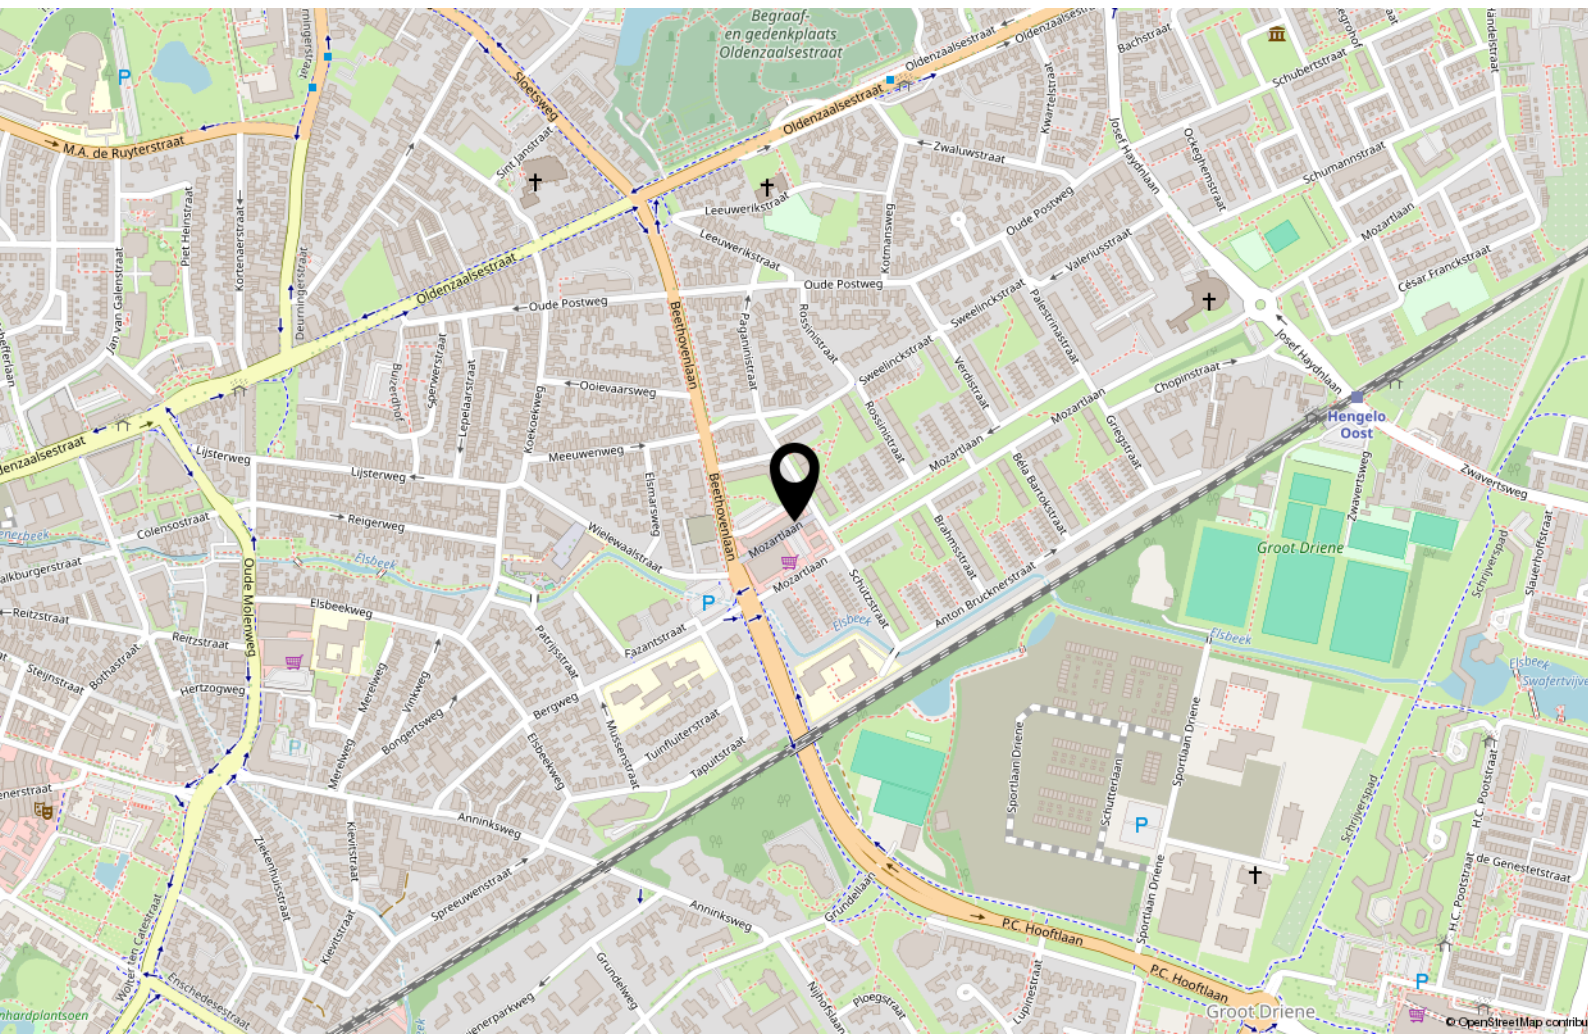 Begraaf-
en gedenkplaats
Oldenzaalsestraat
Oldenzaalsestraat
Bachstraat
Händelstraat
Schubertstraat
Sloetsweg
Kwartelstraat
Oldenzaalsestraat
M.A. de Ruyterstraat
Sint Janstraat
Zwaluwstraat
Josef Haydnlaan
Ockeghemstraat
Schumannstraat
Piet Heinstraat
Kortenaerstraat
Leeuwerikstraat
Oude Postweg
Mozartlaan
Jan van Galenstraat
Deurningerstraat
Oldenzaalsestraat
Leeuwerikstraat
Kotmansweg
Valeriusstraat
César Franckstraat
Oude Postweg
Oude Postweg
Sweelinckstraat
Palestrinastraat
Beethovenlaan
Paganinistraat
Rossinistraat
Josef Haydnlaan
Buizerdhof
Sperwerstraat
Lepelaarstraat
Koekoekweg
Ooievaarsweg
Sweelinckstraat
Verdistraat
Chopinstraat
Mozartlaan
Hengelo
Oost
Rossinistraat
Griegstraat
Mozartlaan
Lijsterweg
Lijsterweg
Meeuwenweg
Elsmarsweg
Beethovenlaan
Béla Bartokstraat
Zwavertsweg
Zwavertsweg
Colensostraat
Reigerweg
Wielewaalstraat
Mozartlaan
Mozartlaan
Brahmsstraat
Groot Driene
Schrijverspad
Slauerhoffstraat
Elsbeek
Oude Molenweg
Elsbeekweg
Schützstraat
Anton Brucknerstraat
Elsbeek
Elsbeek
Reitzstraat
Reitzstraat
Patrijsstraat
Fazantstraat
Elsbeek
Steijnstraat
Bothastraat
Hertzogweg
Merelweg
Vinkweg
Bongertsweg
Bergweg
Merelweg
Elsbeekweg
Mussenstraat
Tuinfluiterstraat
Tapuitstraat
Sportlaan Driene
Schutterlaan
Sportlaan Driene
Schrijverspad
H.C. Pootstraat
Anninksweg
Kievitstraat
Ziekenhuisstraat
Spreeuwenstraat
Kievitstraat
Anninksweg
Grundellaan
Sportlaan Driene
de Genestetstraat
H.C. Pootstraat
P.C. Hooftlaan
P.C. Hooftlaan
Wolter ten Catestraat
Enschedesestraat
Grundelweg
Nijhofslaan
Ploegstraat
Lupinestraat
Groot Driene
P
P
P
P
P
© OpenStreetMap contribu